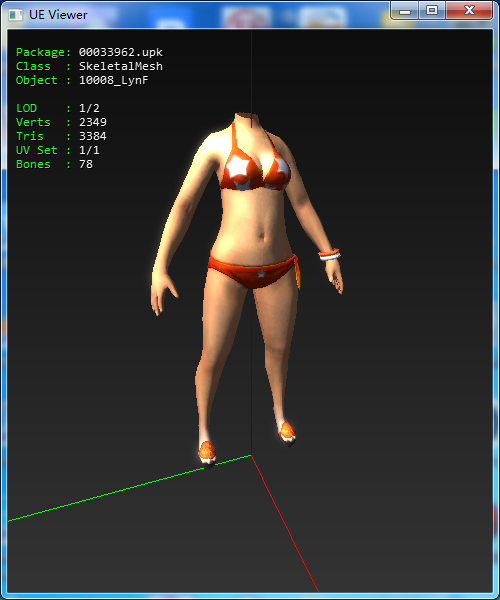 UE Viewer
Package: 00033962.upk
Class : SkeletalMesh
Object : 10008_LynF
LOD : 1/2
Verts : 2349
Tris : 3384
UV Set : 1/1
Bones : 78